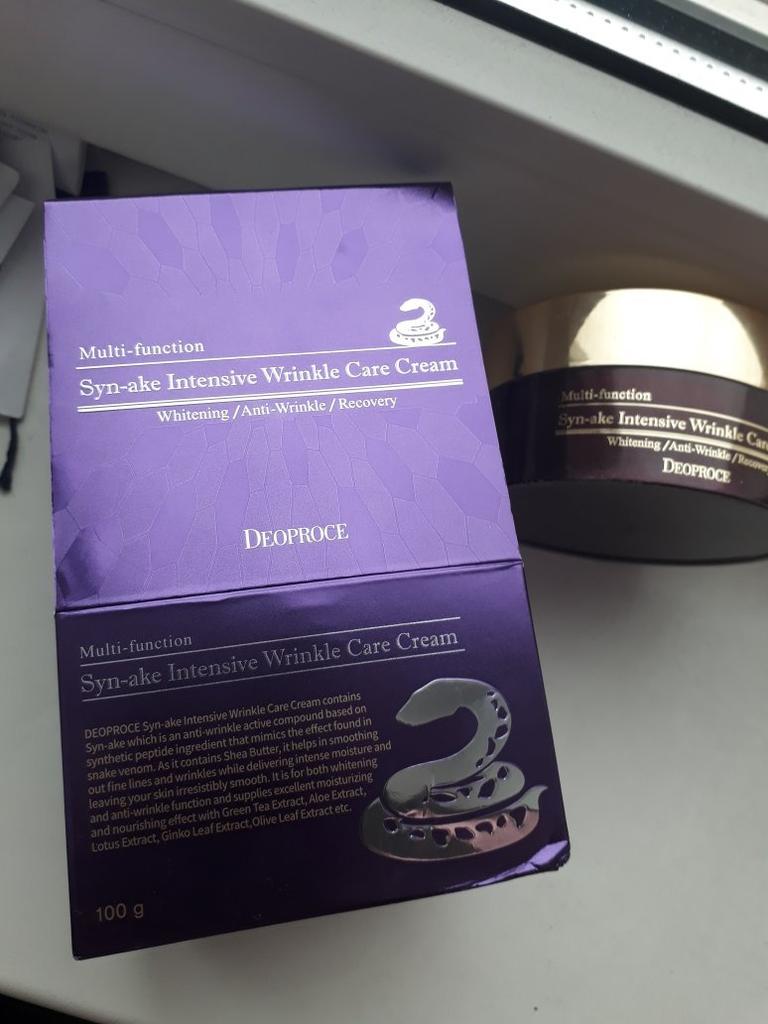 Multi-function
Syn-ake Intensive Wrinkle Care Cream
Whitening /Anti-Wrinkle / Recovery
DEOPROCE
Multi-function
Syn-ake Intensive Wrinkle Care Cream
DEOPROCE Syn-ake Intensive Wrinkle Care Cream contains
Syn-ake which is an anti-wrinkle active compound based on
synthetic peptide ingredient that mimics the effect found in
snake venom. As it contains Shea Butter, it helps in smoothing
out fine lines and wrinkles while delivering intense moisture and
leaving your skin irresistibly smooth. It is for both whitening
and anti-wrinkle function and supplies excellent moisturizing
and nourishing effect with Green Tea Extract, Aloe Extract,
Lotus Extract, Ginko Leaf Extract,Olive Leaf Extract etc.
100 g
Multi-function
Syn-ake Intensive Wrinkle Care
Whitening /Anti-Wrinkle /Recovery
DEOPROCE